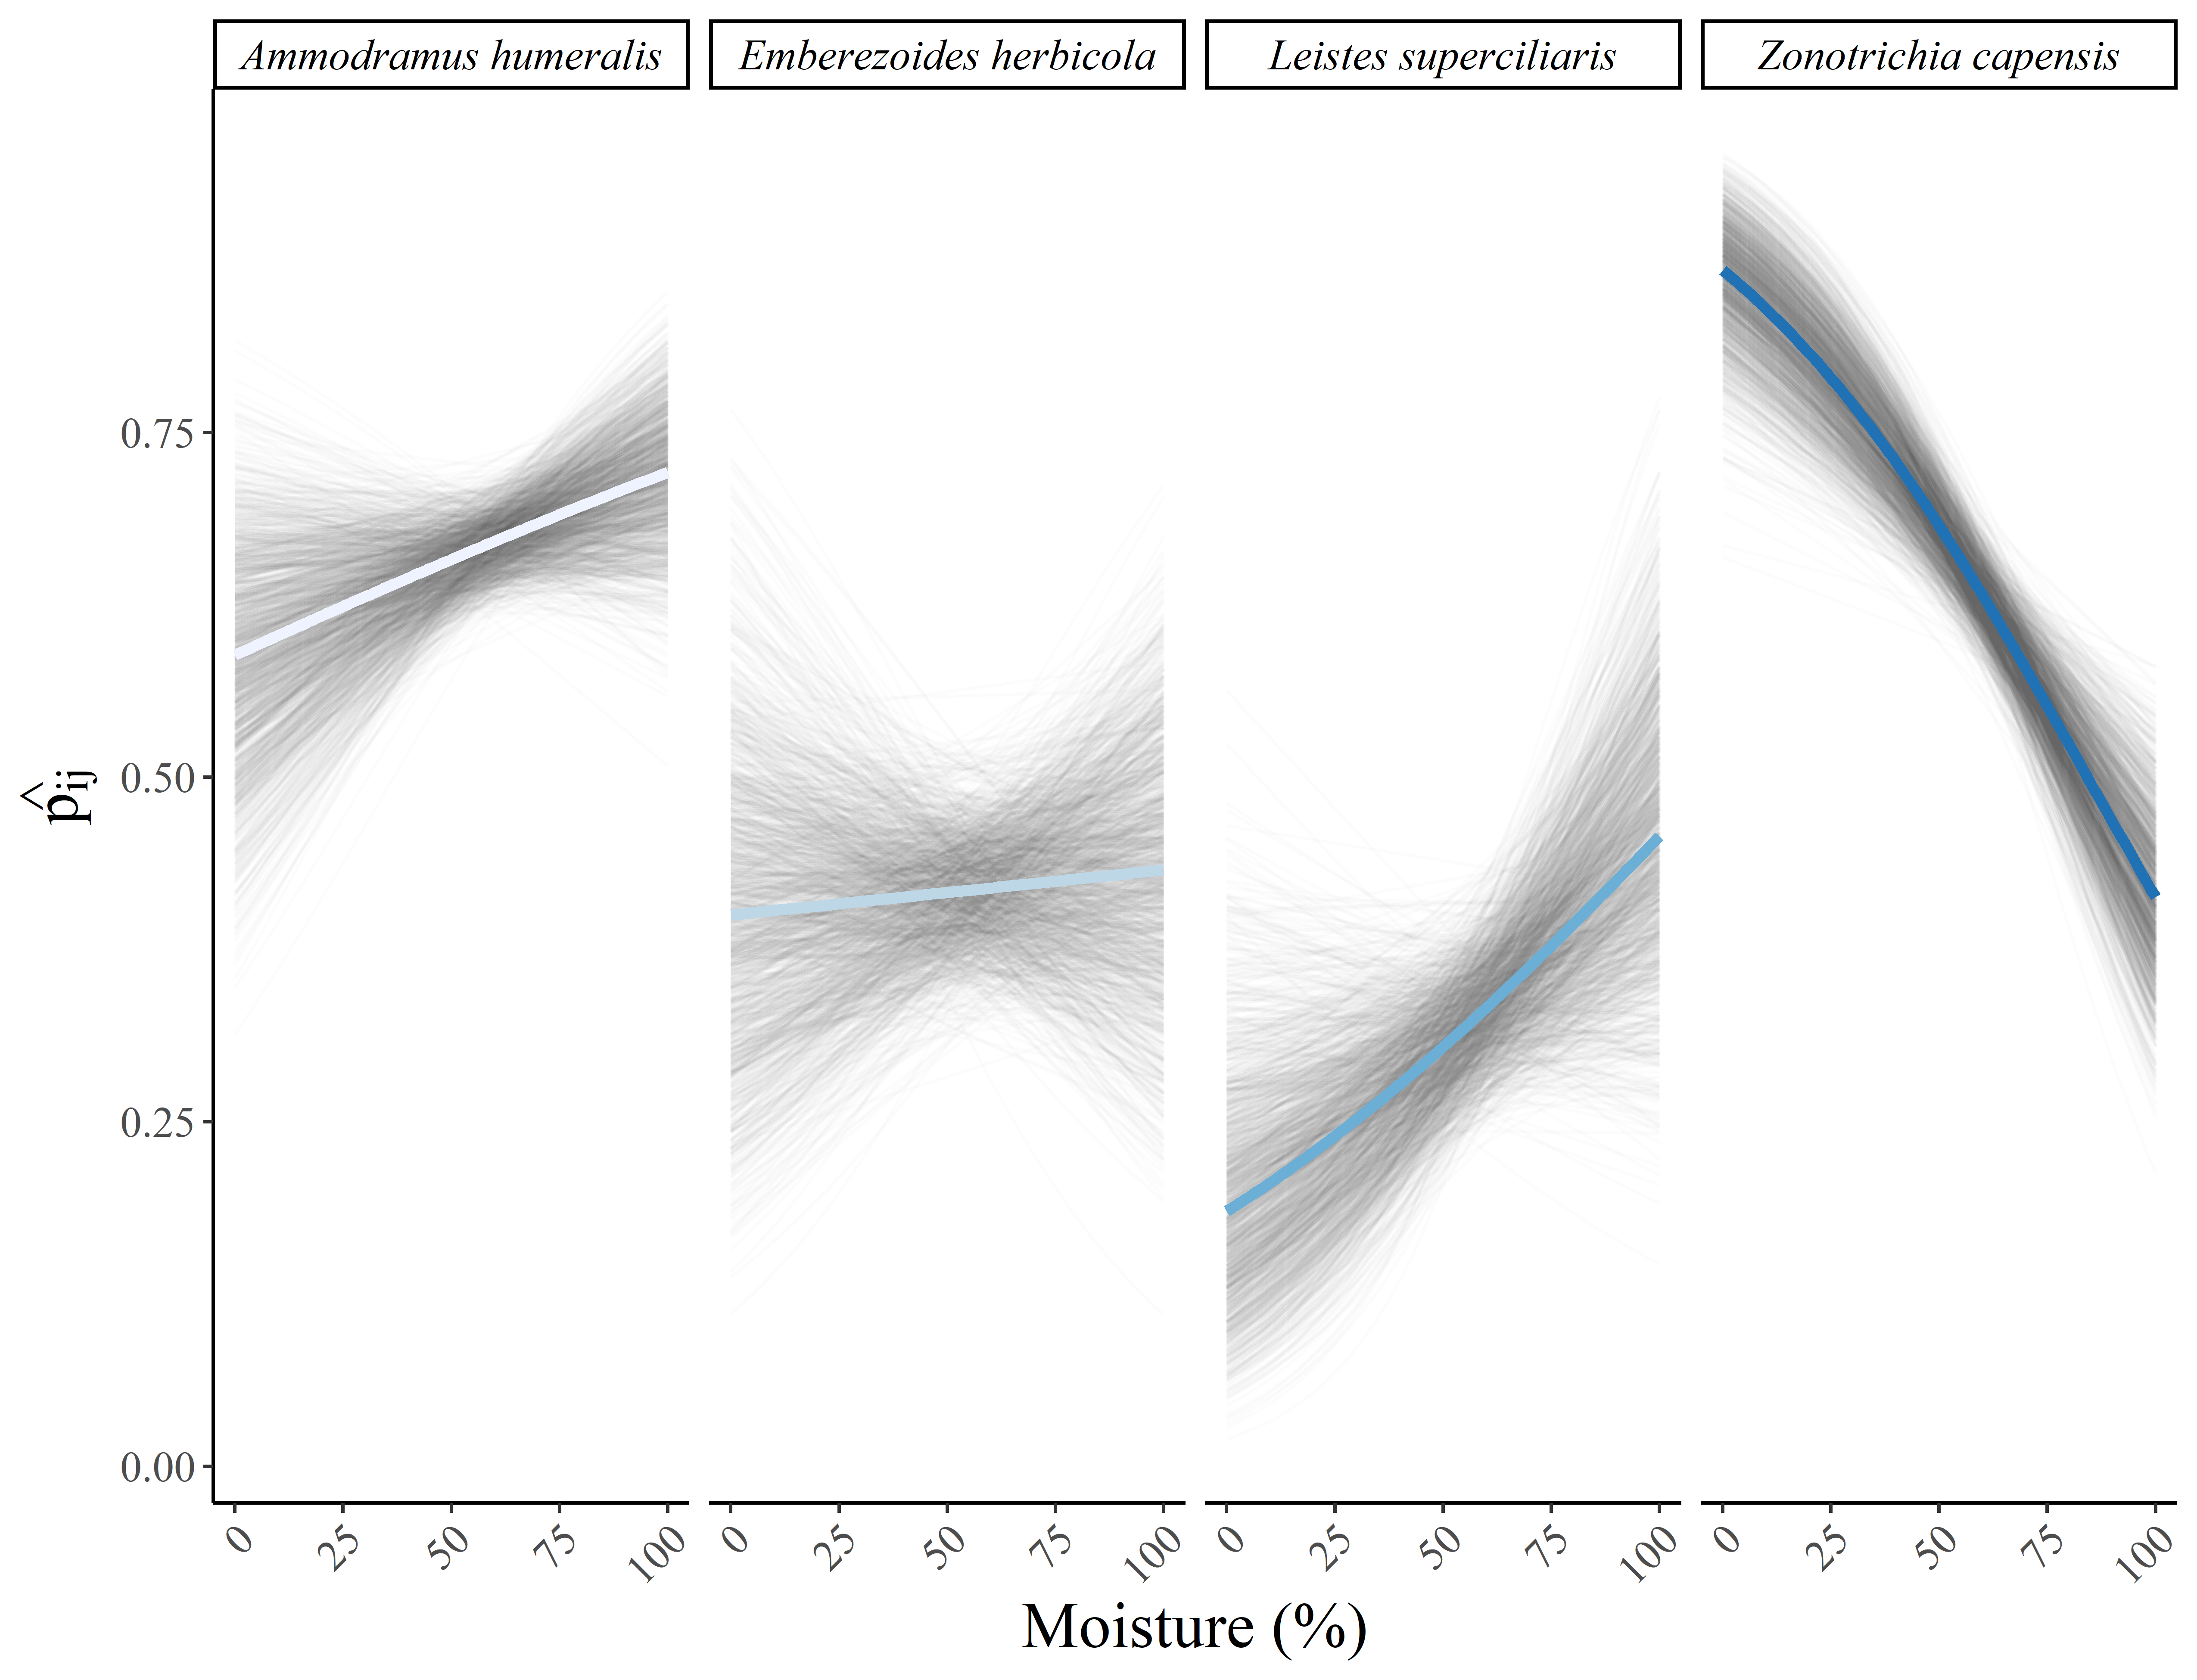 Ammodramus humeralis
Emberezoides herbicola
Leistes superciliaris
Zonotrichia capensis
0.75
0.50
0.25
0.00
p̂ij
0 25 50 75 100
0 25 50 75 100
0 25 50 75 100
0 25 50 75 100
Moisture (%)